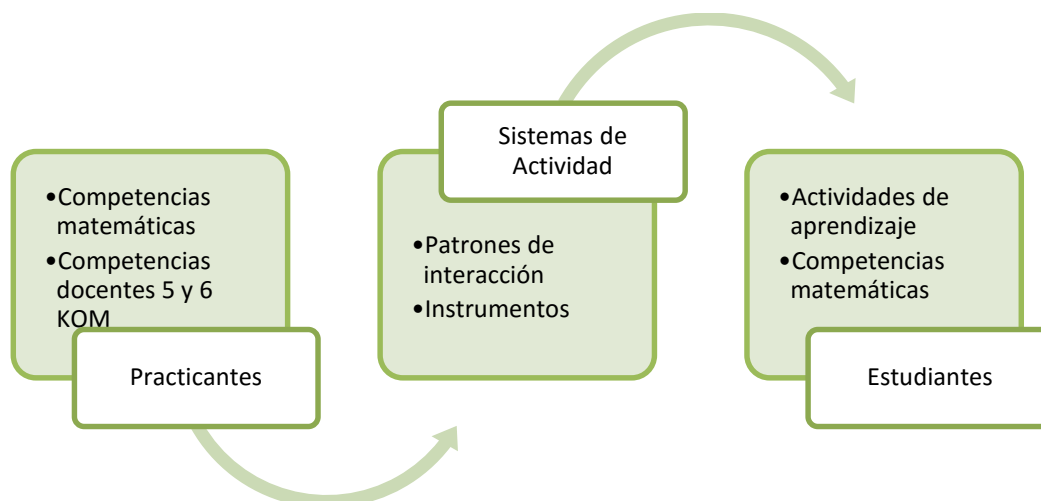 •Competencias
matemáticas
•Competencias
docentes 5 y 6
KOM
Practicantes
Sistemas de
Actividad
•Patrones de
interacción
•Instrumentos
•Actividades de
aprendizaje
•Competencias
matemáticas
Estudiantes